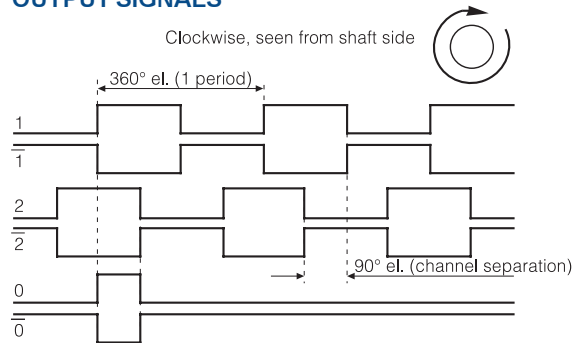 OUTPUT SIGNALS
Clockwise, seen from shaft side
360° el. (1 period)
1
1
2
2
90° el. (channel separation)
0
0